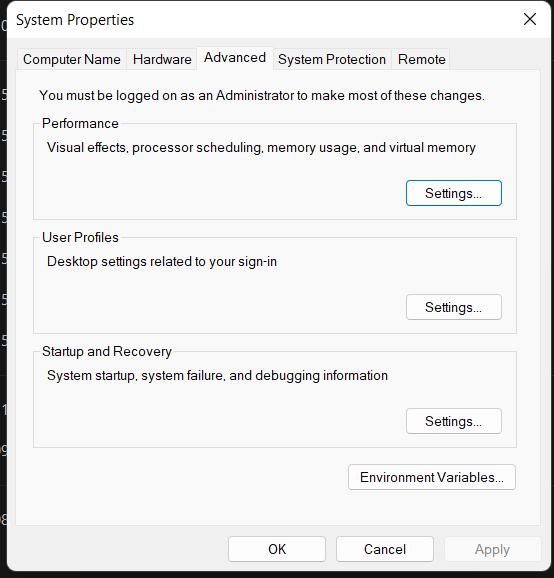 System Properties
Computer Name Hardware Advanced System Protection Remote
You must be logged on as an Administrator to make most of these changes.
Performance
Visual effects, processor scheduling, memory usage, and virtual memory
Settings...
User Profiles
Desktop settings related to your sign-in
Settings...
Startup and Recovery
System startup, system failure, and debugging information
Settings...
Environment Variables...
OK Cancel Apply